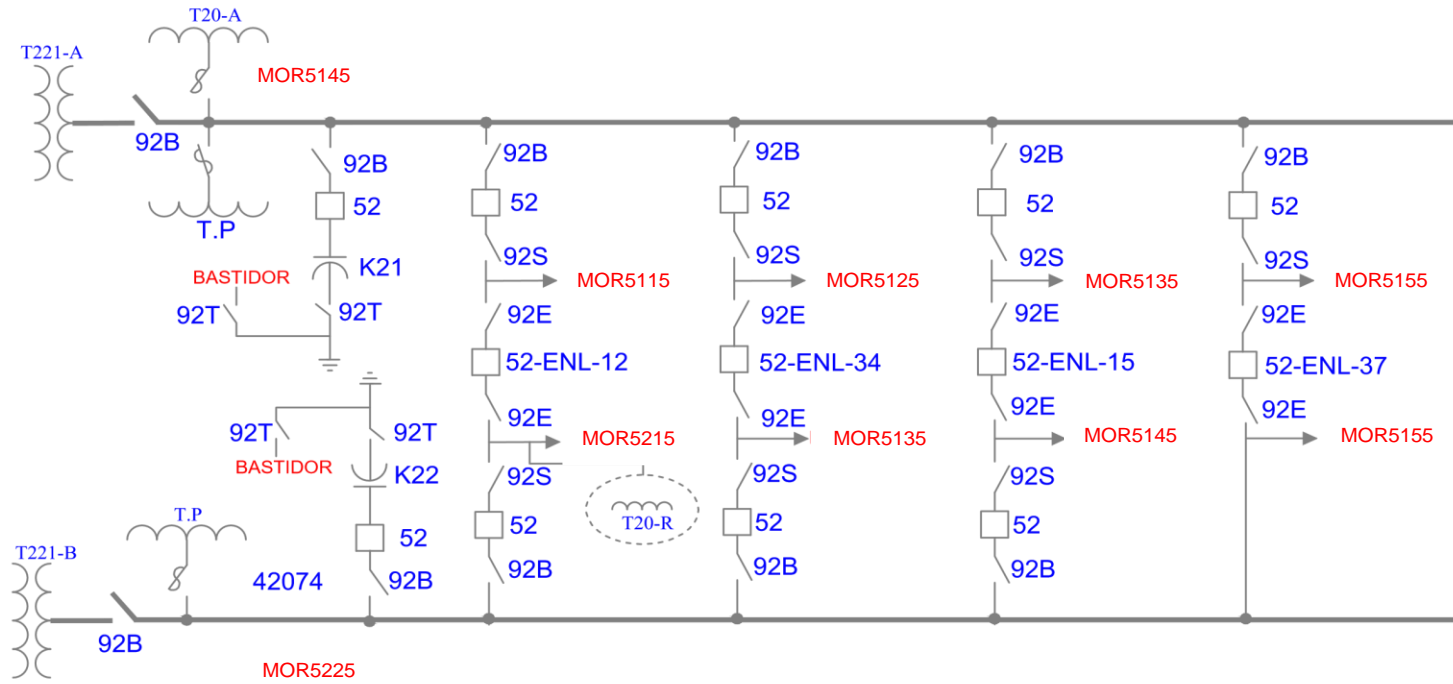 T20-A
T221-A
MOR5145
92B
92B
92B
92B
92B
92B
52
52
52
52
52
T.P
92S
92S
92S
92S
K21
BASTIDOR
MOR5115
MOR5125
MOR5135
MOR5155
92T
92T
92E
92E
92E
92E
52-ENL-12
52-ENL-34
52-ENL-15
52-ENL-37
92E
92E
92E
92E
92T
92T
MOR5215
MOR5135
MOR5145
MOR5155
BASTIDOR
K22
92S
92S
92S
T.P
T20-R
52
52
52
52
T221-B
42074
92B
92B
92B
92B
92B
MOR5225